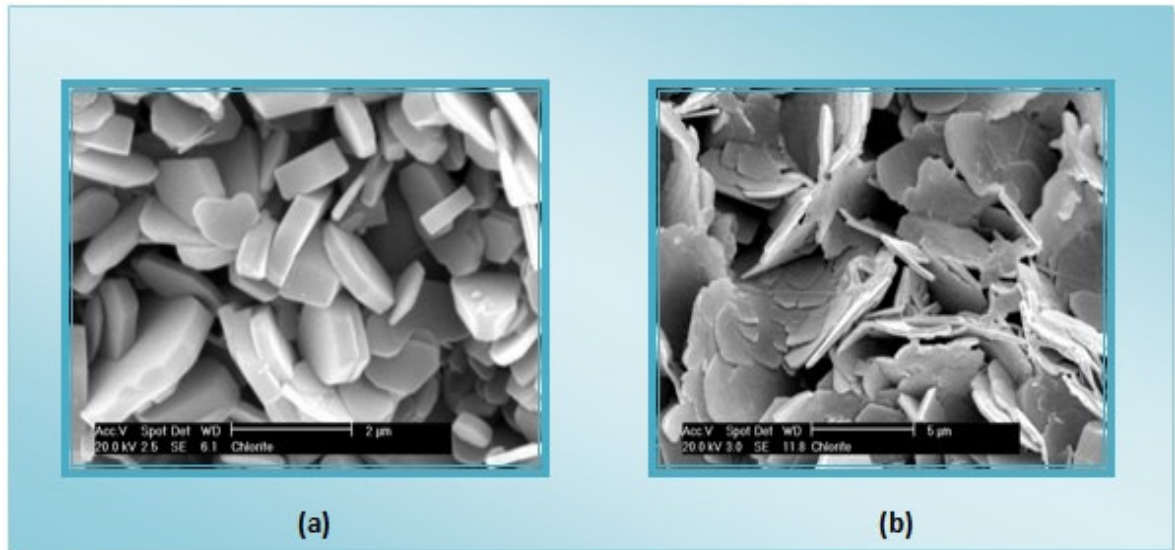 Acc.V Spot Det WD 2 µm
20.0 kV 2.5 SE 6.1 Chlorite
Acc.V Spot Det WD 5 µm
20.0 kV 3.0 SE 11.8 Chlorite
(a)
(b)